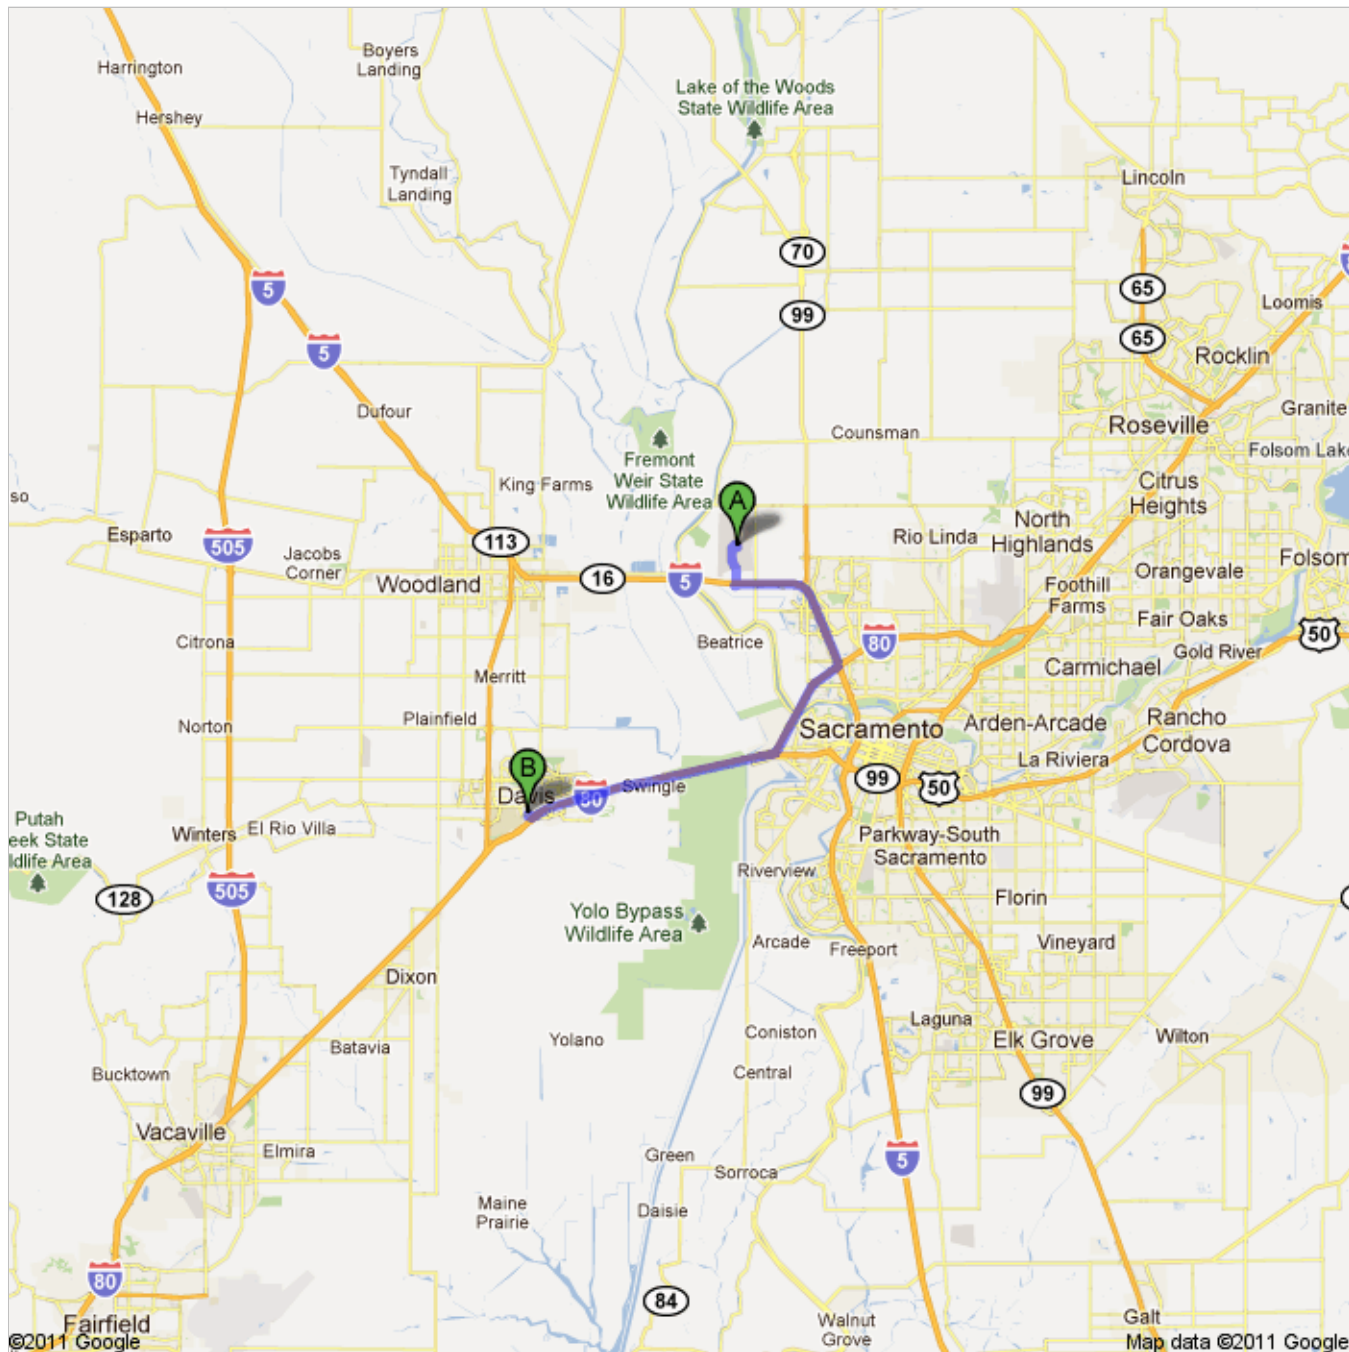 Boyers
Landing
Harrington
Lake of the Woods
State Wildlife Area
Hershey
Tyndall
Landing
Lincoln
70
5
65
99
Loomis
65
5
Rocklin
Dufour
Granite
Roseville
Counsman
Folsom Lake
Fremont
Weir State
Wildlife Area
King Farms
Citrus
Heights
so
A
North
Highlands
Esparto
505
113
Rio Linda
Jacobs
Corner
Folsom
Woodland
16
5
Orangevale
Foothill
Farms
Fair Oaks
50
Citrona
Beatrice
80
Gold River
Carmichael
Merritt
Plainfield
Norton
Sacramento
Arden-Arcade
Rancho
Cordova
La Riviera
B
99
50
Swingle
Davis
80
Putah
eek State
ldlife Area
Winters
El Rio Villa
Parkway-South
Sacramento
Riverview
505
128
Florin
Yolo Bypass
Wildlife Area
Arcade
Freeport
Vineyard
Dixon
Laguna
Yolano
Coniston
Elk Grove
Wilton
Batavia
Central
Bucktown
99
Vacaville
Elmira
Green
5
Sorroca
Maine
Prairie
Daisie
80
84
Fairfield
Walnut
Grove
Galt
©2011 Google
Map data ©2011 Google